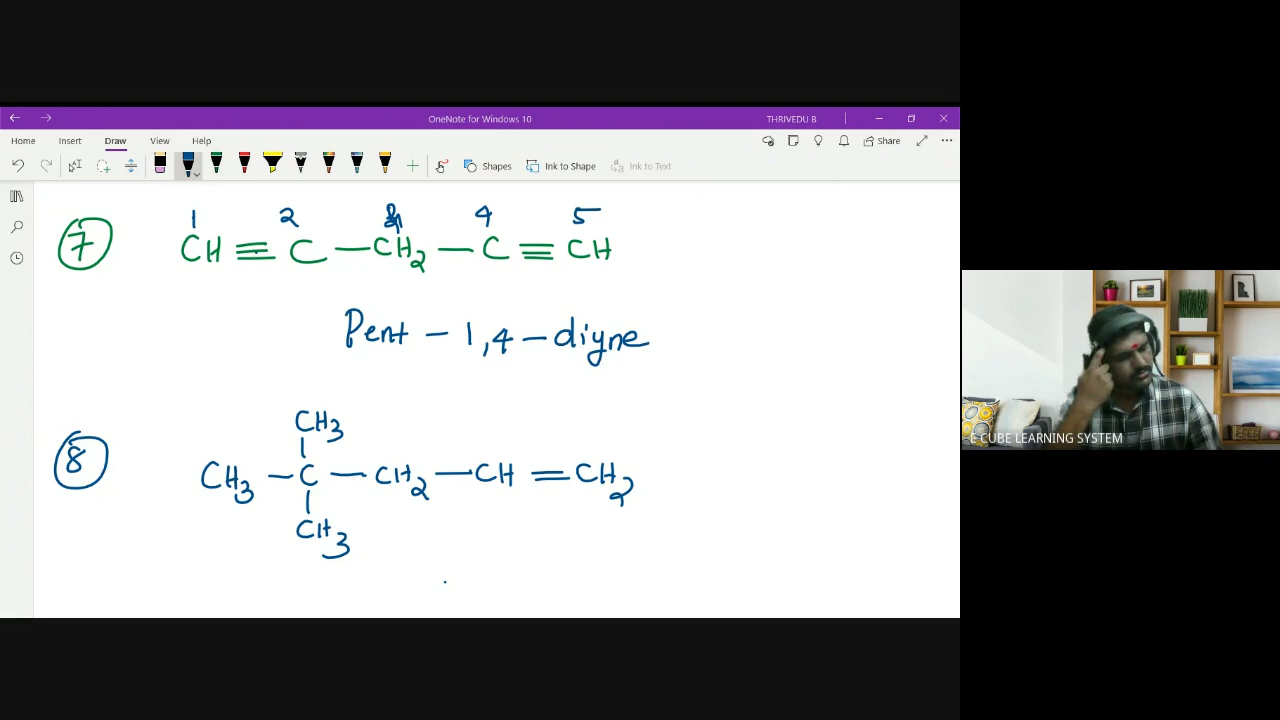 OneNote for Windows 10
THRIVEDU B
Home Insert Draw View Help
Share
Shapes Ink to Shape Ink to Text
1 2 4 5
7 CH ≡ C — CH2 — C ≡ CH
Pent - 1,4 - diyne
CH3
8 CH3 — C — CH2 — CH = CH2
CH3
E CUBE LEARNING SYSTEM